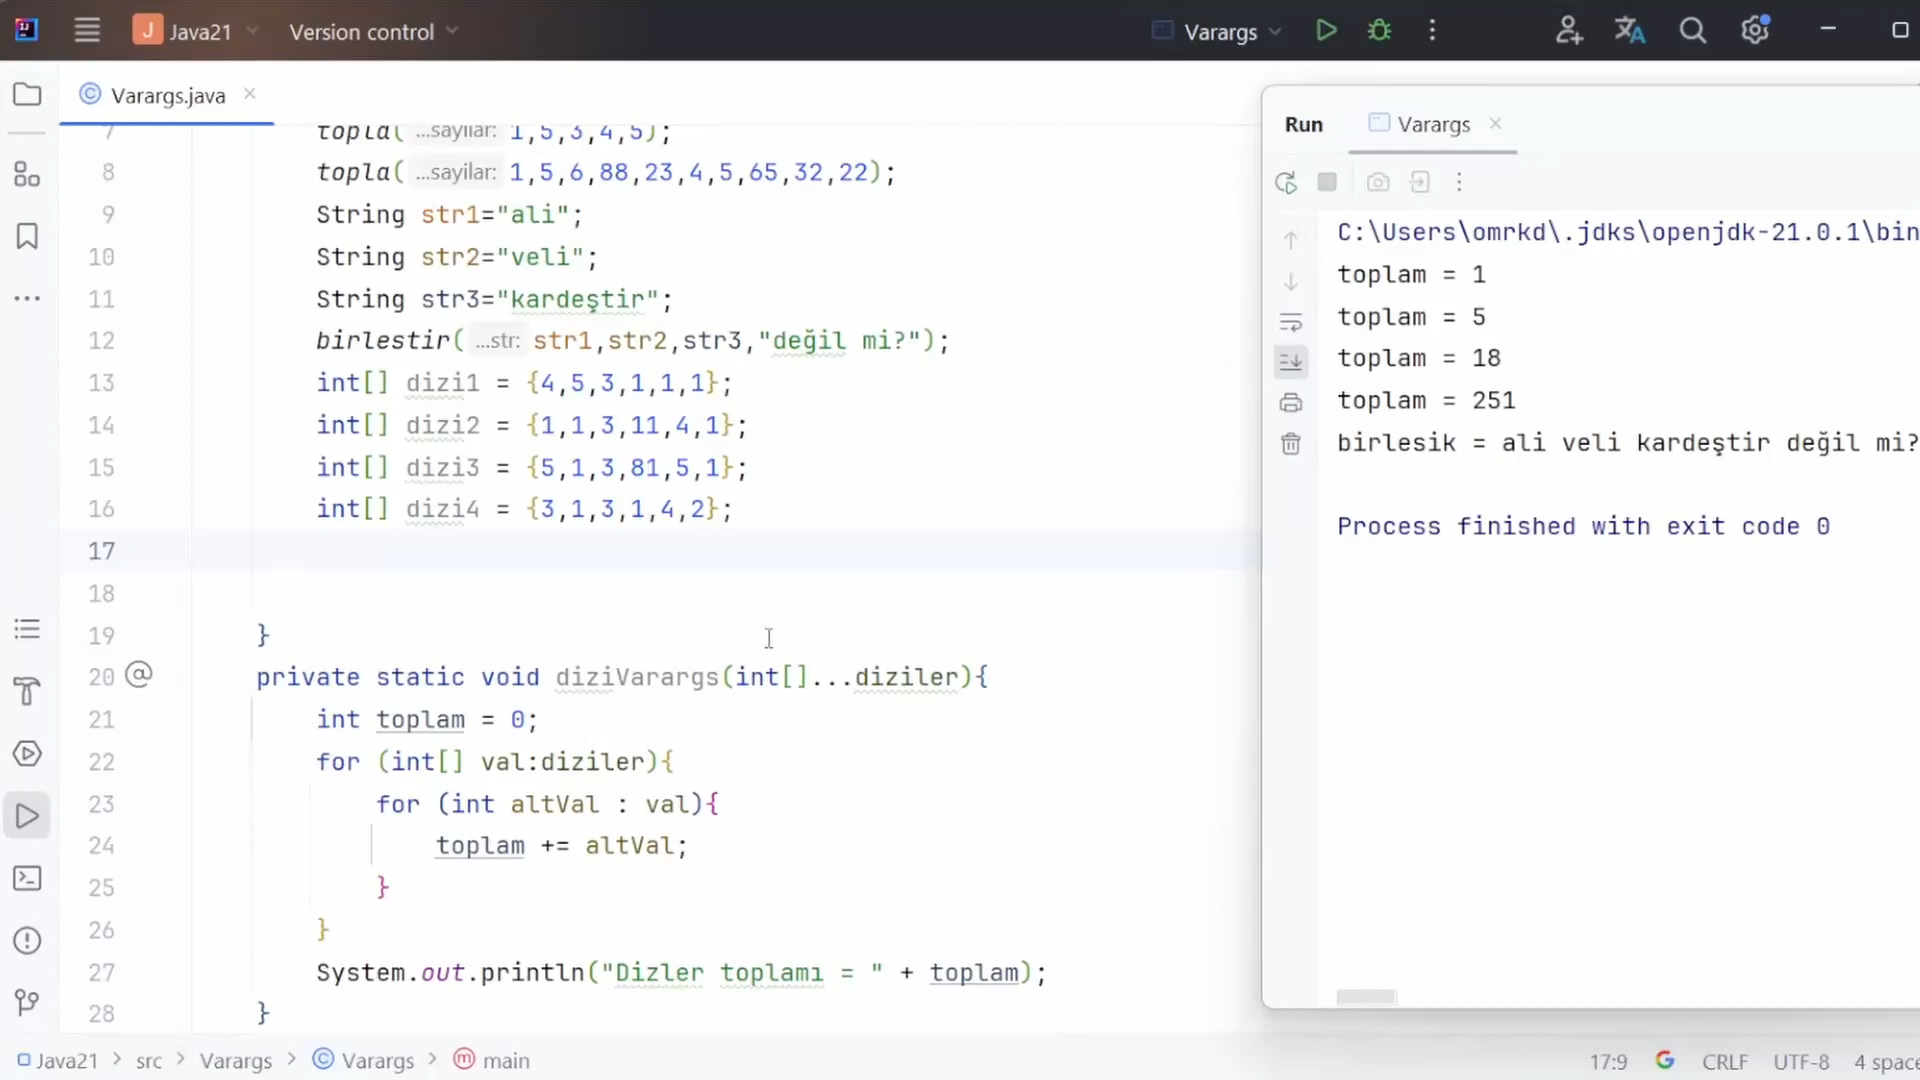 J Java21 Version control Varargs
Varargs.java
7 topla( ...sayilar: 1,5,3,4,5);
8 topla( ...sayilar: 1,5,6,88,23,4,5,65,32,22);
9 String str1="ali";
10 String str2="veli";
11 String str3="kardeştir";
12 birlestir( ...str: str1,str2,str3,"değil mi?");
13 int[] dizi1 = {4,5,3,1,1,1};
14 int[] dizi2 = {1,1,3,11,4,1};
15 int[] dizi3 = {5,1,3,81,5,1};
16 int[] dizi4 = {3,1,3,1,4,2};
17
18
19 }
20 @ private static void diziVarargs(int[]...diziler){
21 int toplam = 0;
22 for (int[] val:diziler){
23 for (int altVal : val){
24 toplam += altVal;
25 }
26 }
27 System.out.println("Dizler toplamı = " + toplam);
28 }
Run Varargs
C:\Users\omrkd\.jdks\openjdk-21.0.1\bin
toplam = 1
toplam = 5
toplam = 18
toplam = 251
birlesik = ali veli kardeştir değil mi?
Process finished with exit code 0
Java21 > src > Varargs > Varargs > main
17:9 CRLF UTF-8 4 space